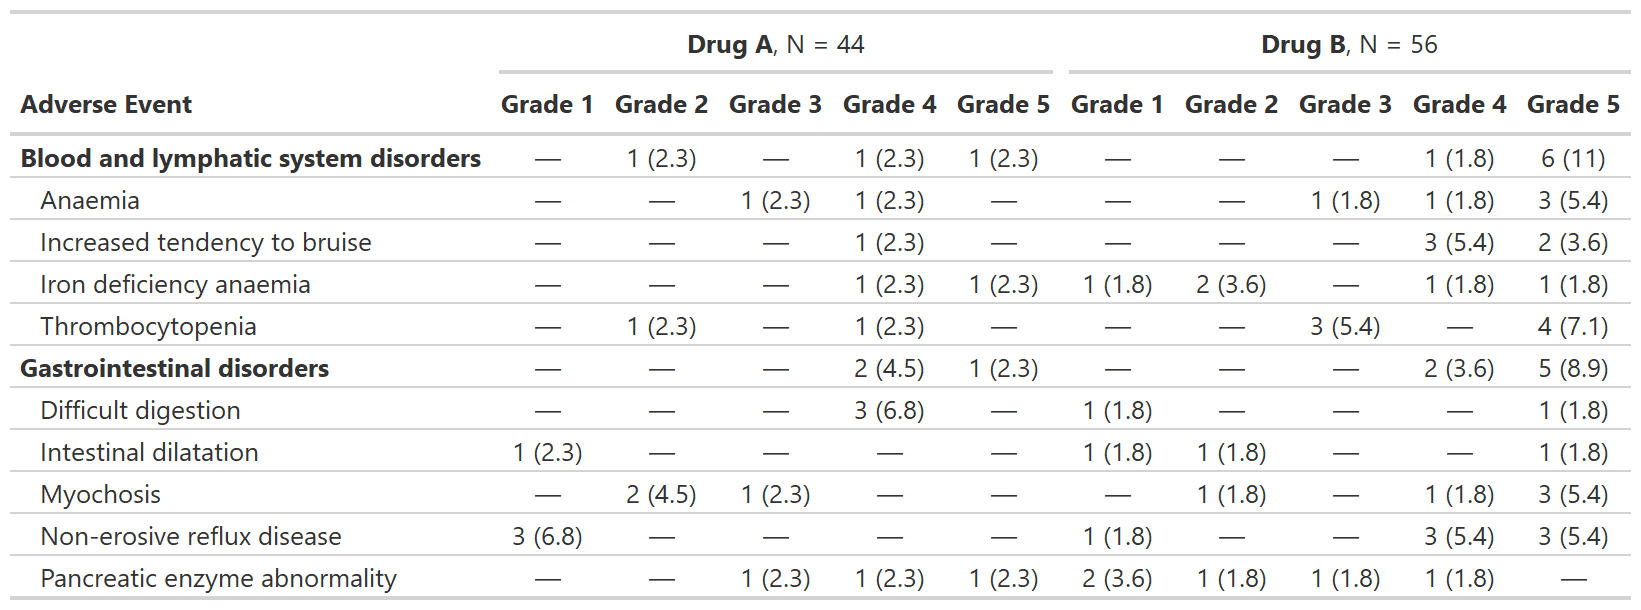 Drug A, N = 44 Drug B, N = 56
Adverse Event Grade 1 Grade 2 Grade 3 Grade 4 Grade 5 Grade 1 Grade 2 Grade 3 Grade 4 Grade 5
Blood and lymphatic system disorders — 1 (2.3) — 1 (2.3) 1 (2.3) — — — 1 (1.8) 6 (11)
Anaemia — — 1 (2.3) 1 (2.3) — — — 1 (1.8) 1 (1.8) 3 (5.4)
Increased tendency to bruise — — — 1 (2.3) — — — — 3 (5.4) 2 (3.6)
Iron deficiency anaemia — — — 1 (2.3) 1 (2.3) 1 (1.8) 2 (3.6) — 1 (1.8) 1 (1.8)
Thrombocytopenia — 1 (2.3) — 1 (2.3) — — — 3 (5.4) — 4 (7.1)
Gastrointestinal disorders — — — 2 (4.5) 1 (2.3) — — — 2 (3.6) 5 (8.9)
Difficult digestion — — — 3 (6.8) — 1 (1.8) — — — 1 (1.8)
Intestinal dilatation 1 (2.3) — — — — 1 (1.8) 1 (1.8) — — 1 (1.8)
Myochosis — 2 (4.5) 1 (2.3) — — — 1 (1.8) — 1 (1.8) 3 (5.4)
Non-erosive reflux disease 3 (6.8) — — — — 1 (1.8) — — 3 (5.4) 3 (5.4)
Pancreatic enzyme abnormality — — 1 (2.3) 1 (2.3) 1 (2.3) 2 (3.6) 1 (1.8) 1 (1.8) 1 (1.8) —